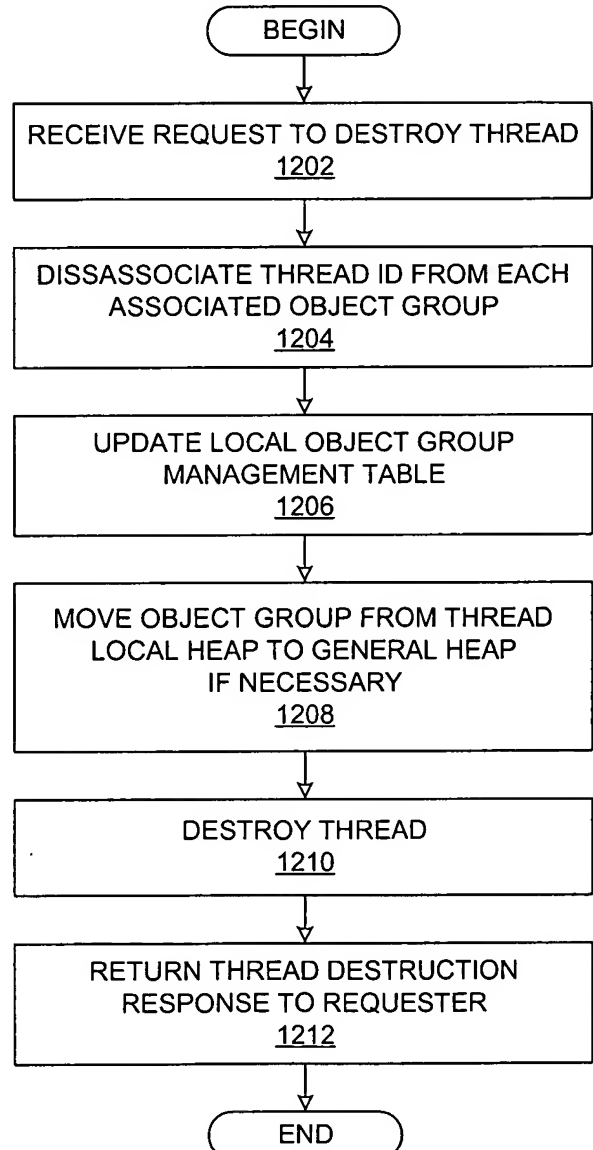 BEGIN
RECEIVE REQUEST TO DESTROY THREAD
1202
DISSASSOCIATE THREAD ID FROM EACH
ASSOCIATED OBJECT GROUP
1204
UPDATE LOCAL OBJECT GROUP
MANAGEMENT TABLE
1206
MOVE OBJECT GROUP FROM THREAD
LOCAL HEAP TO GENERAL HEAP
IF NECESSARY
1208
DESTROY THREAD
1210
RETURN THREAD DESTRUCTION
RESPONSE TO REQUESTER
1212
END